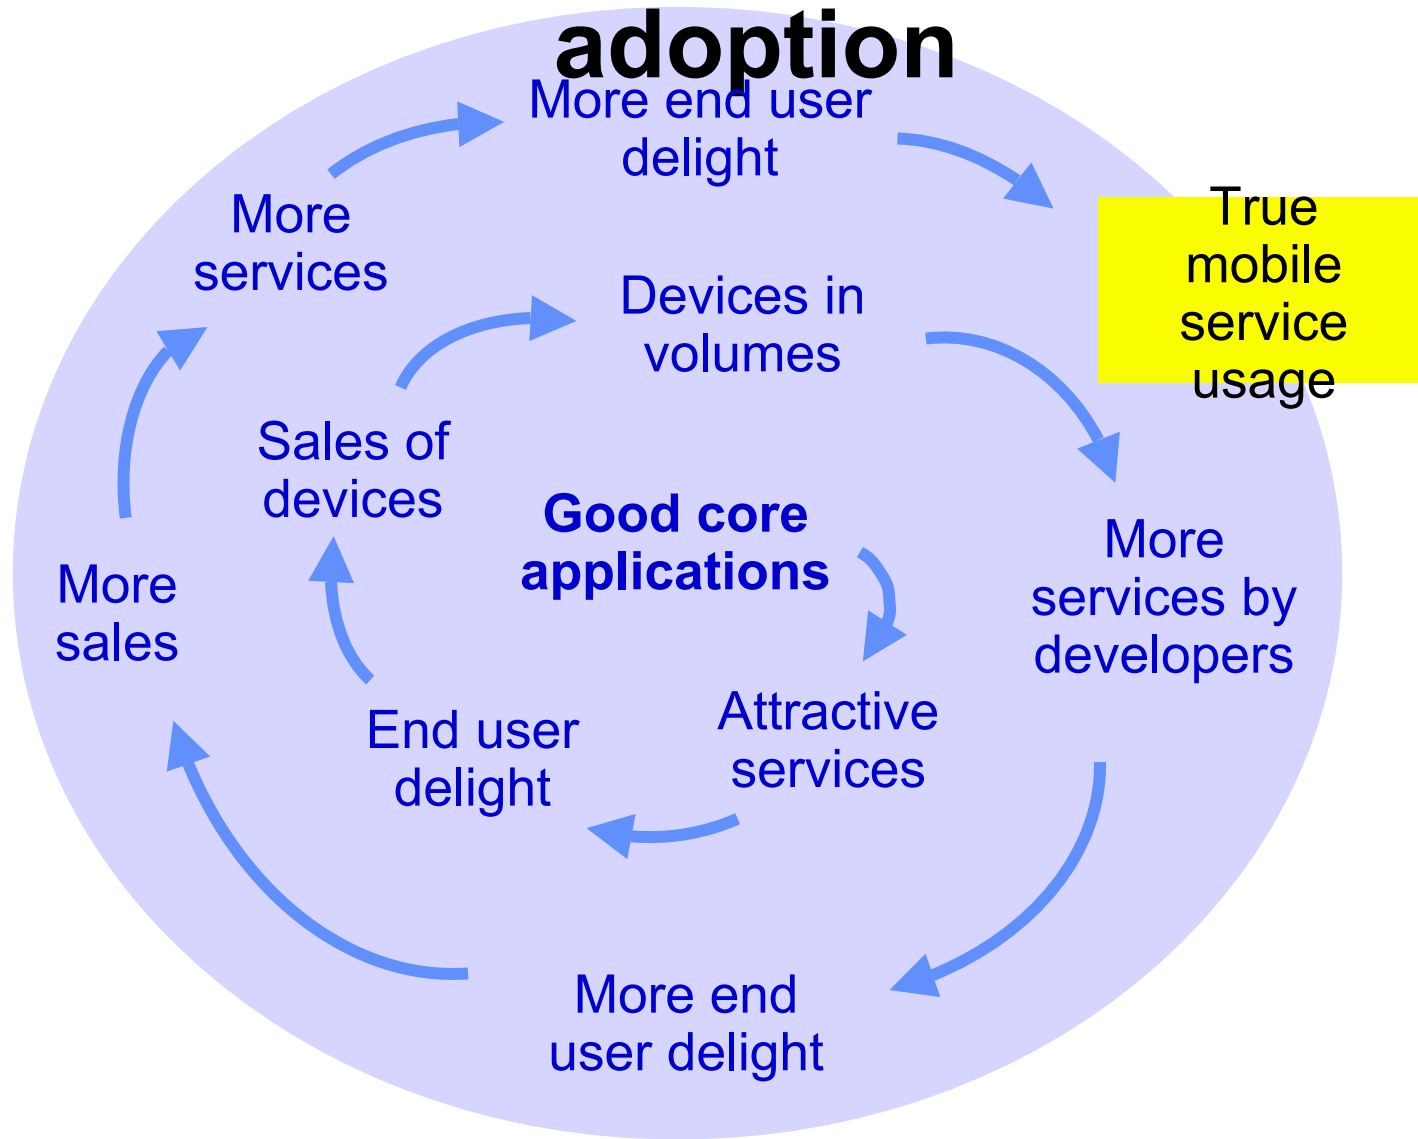 adoption
More end user
delight
More
services
True
mobile
service
usage
Devices in
volumes
Sales of
devices
Good core
applications
More
services by
developers
More
sales
Attractive
services
End user
delight
More end
user delight